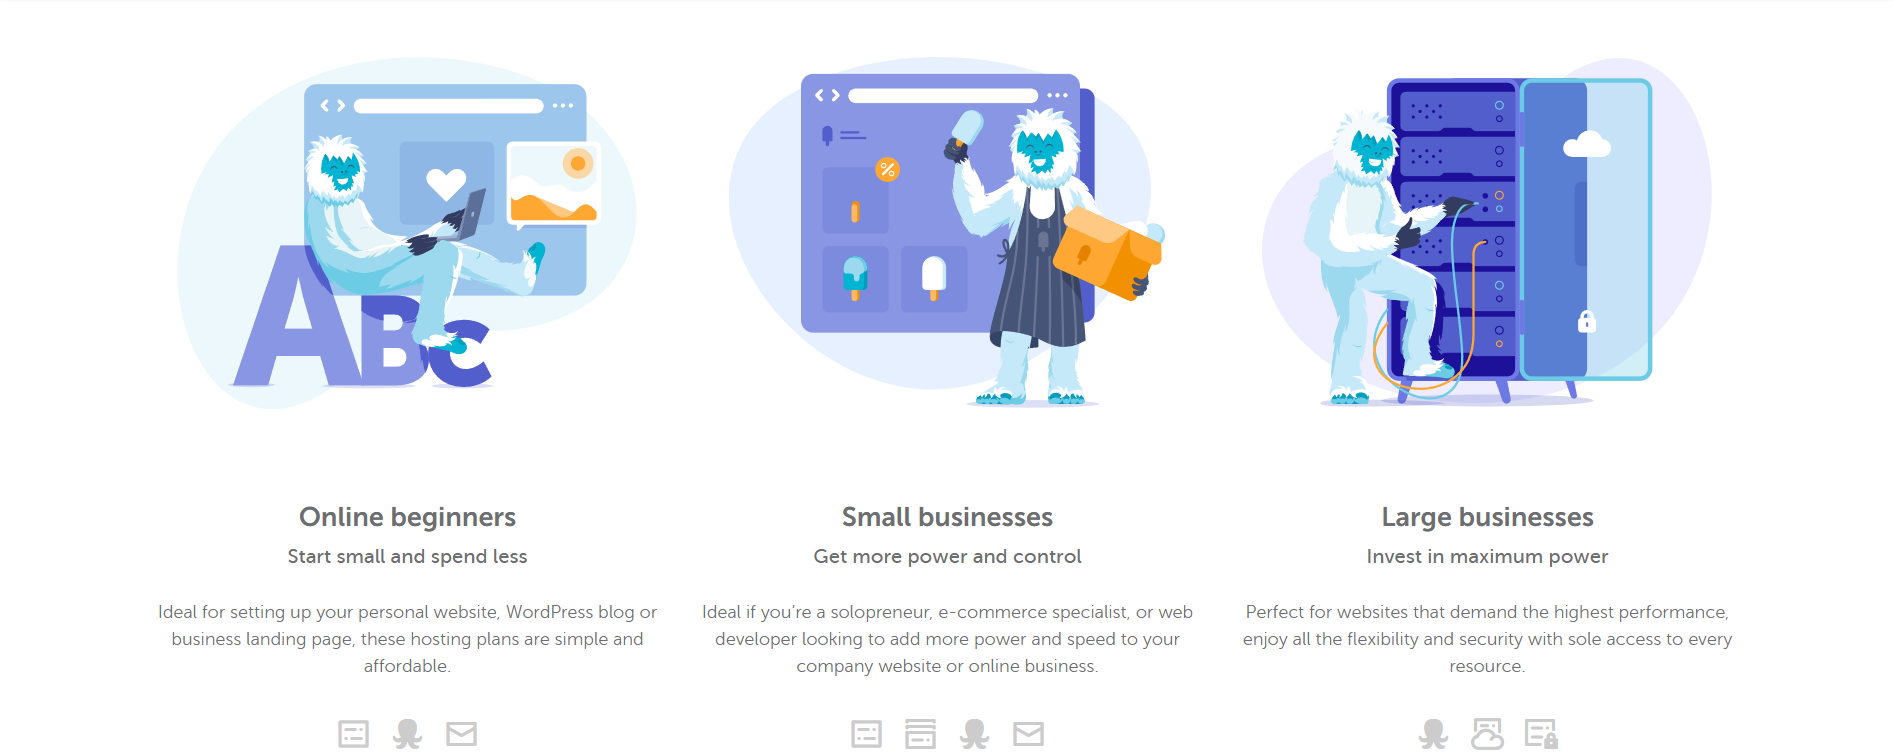 ABC
%
Online beginners
Start small and spend less
Ideal for setting up your personal website, WordPress blog or
business landing page, these hosting plans are simple and
affordable.
Small businesses
Get more power and control
Ideal if you’re a solopreneur, e-commerce specialist, or web
developer looking to add more power and speed to your
company website or online business.
Large businesses
Invest in maximum power
Perfect for websites that demand the highest performance,
enjoy all the flexibility and security with sole access to every
resource.